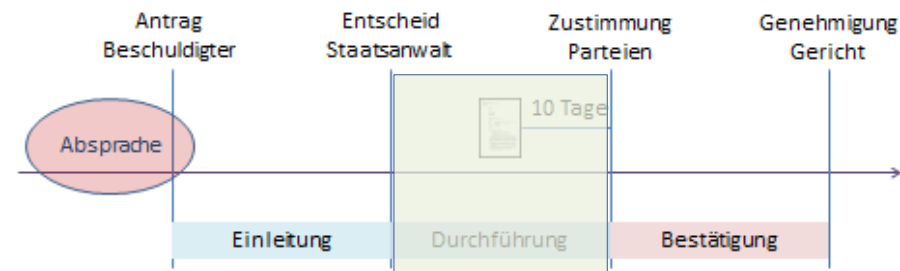 Antrag
Beschuldigter
Entscheid
Staatsanwalt
Zustimmung
Parteien
Genehmigung
Gericht
10 Tage
Absprache
Einleitung
Durchführung
Bestätigung